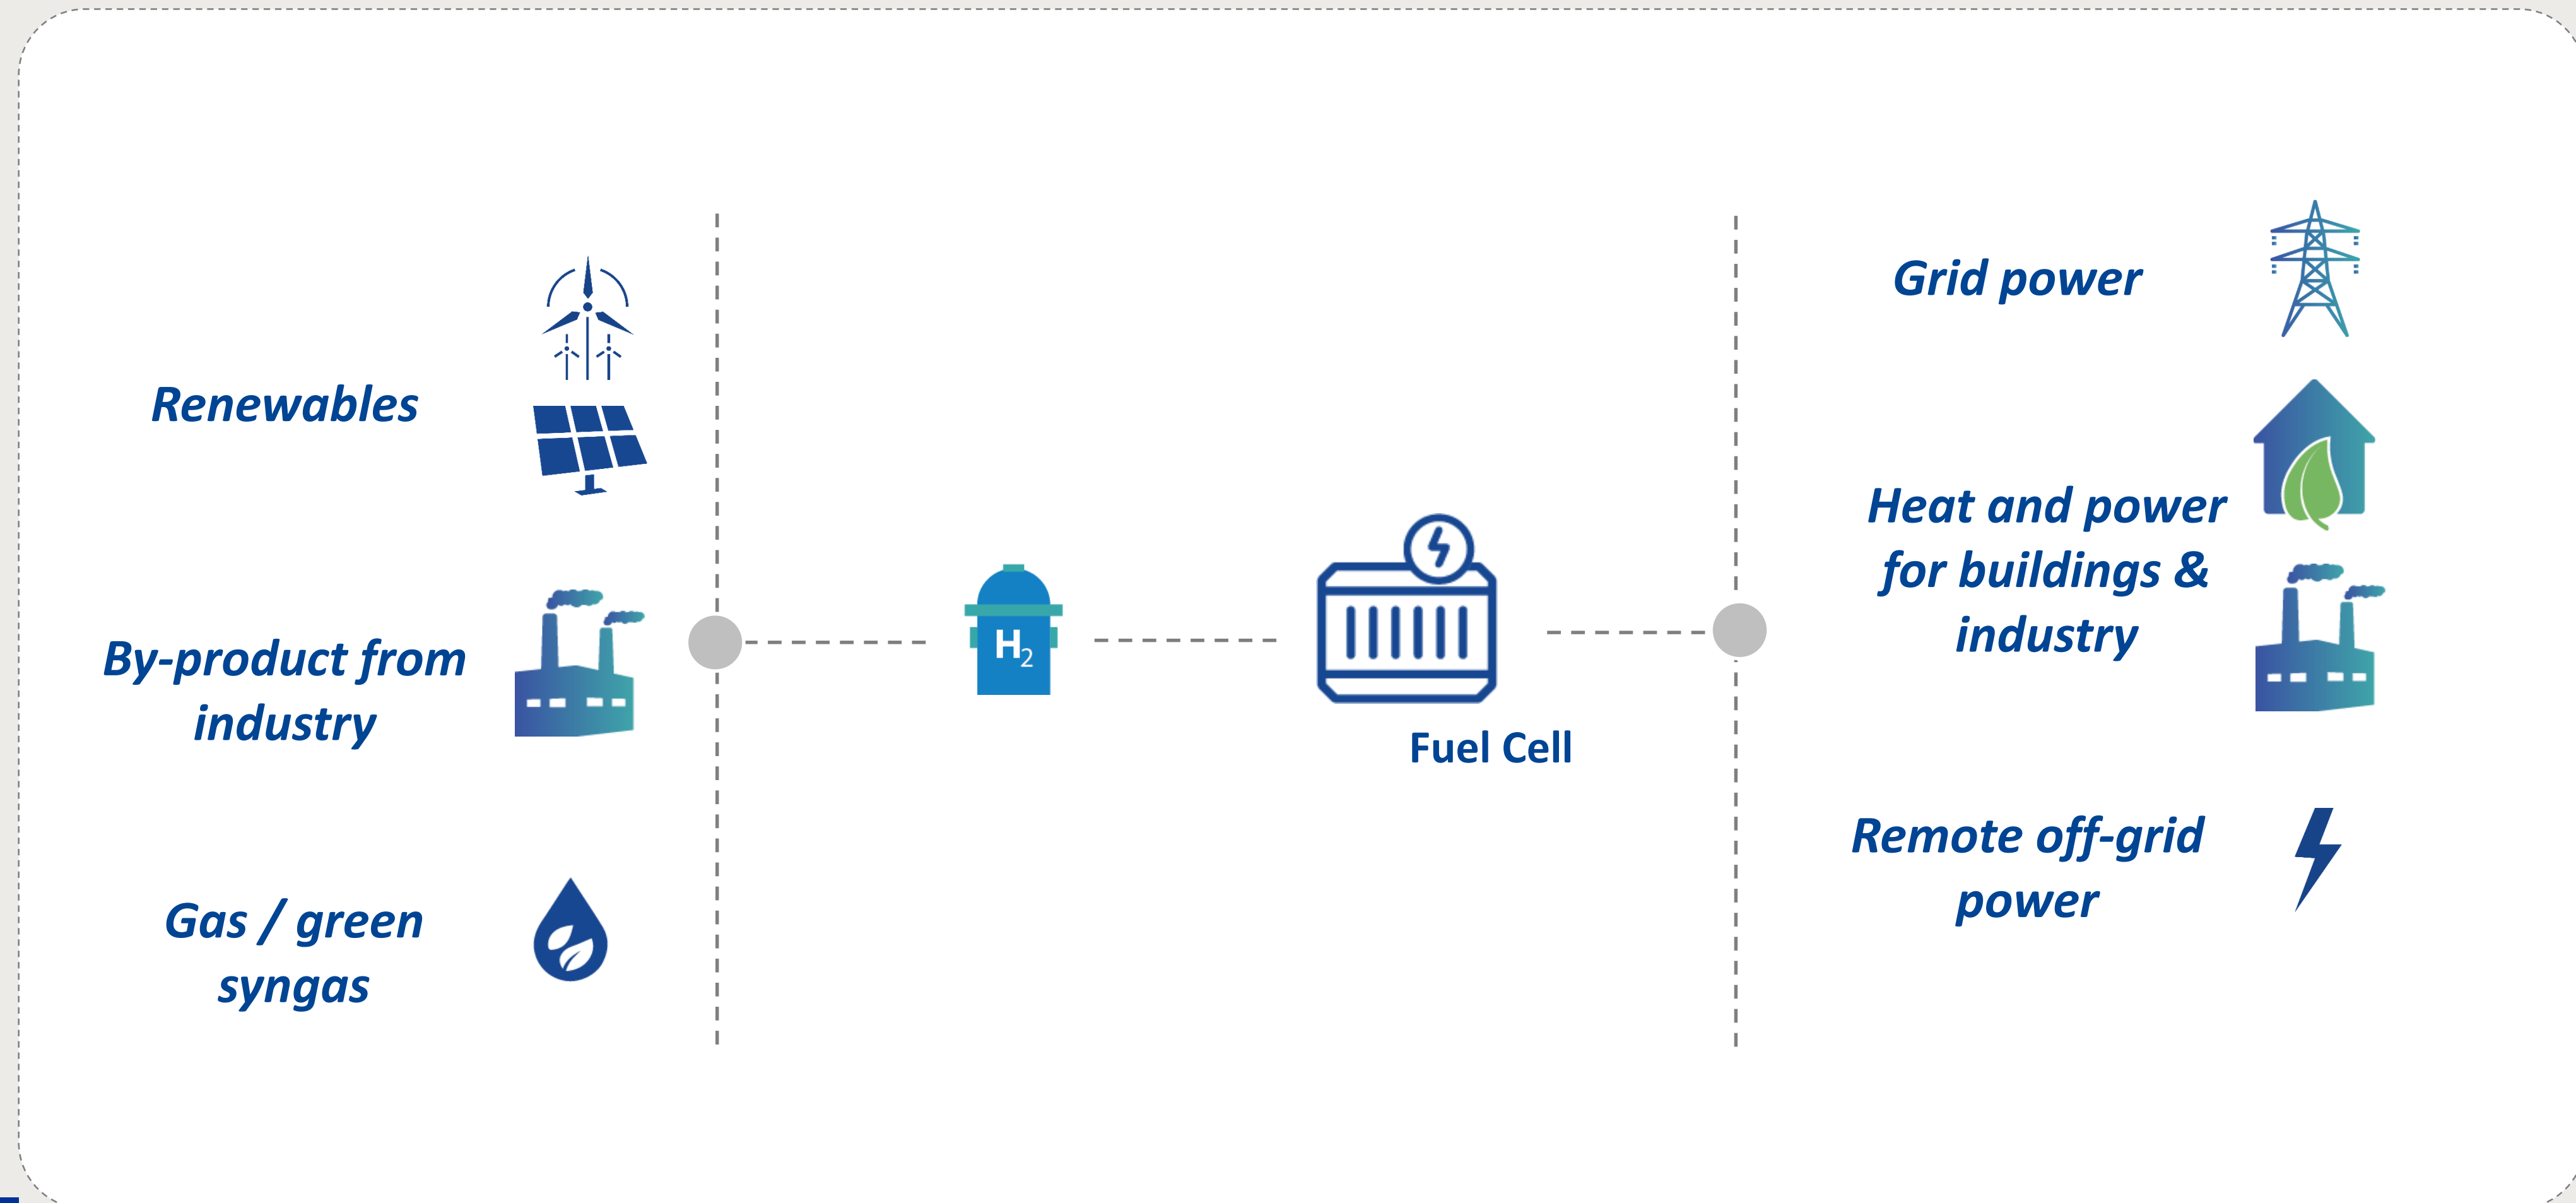 Renewables
By-product from
industry
Gas / green
syngas
H₂
Fuel Cell
Grid power
Heat and power
for buildings &
industry
Remote off-grid
power